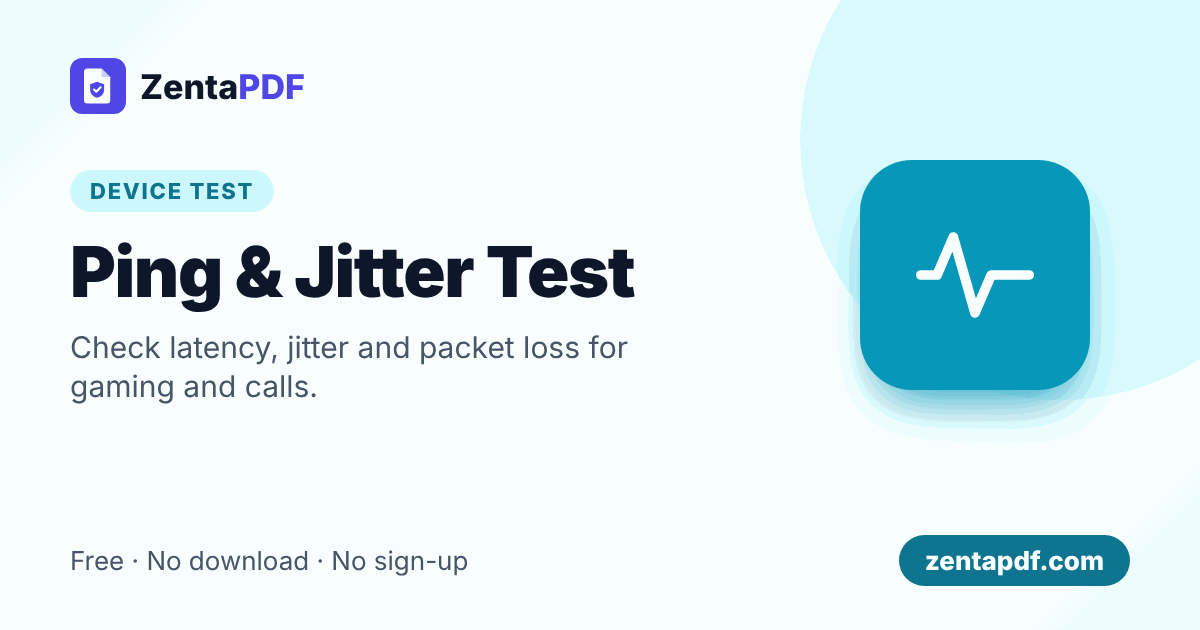 ZentaPDF
DEVICE TEST
Ping & Jitter Test
Check latency, jitter and packet loss for
gaming and calls.
Free · No download · No sign-up
zentapdf.com